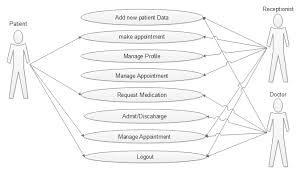 Receptionist
Add new patient Data
Patient
make appointment
Manage Profile
Manage Appointment
Request Medication
Doctor
Admit/Discharge
Manage Appointment
Logout